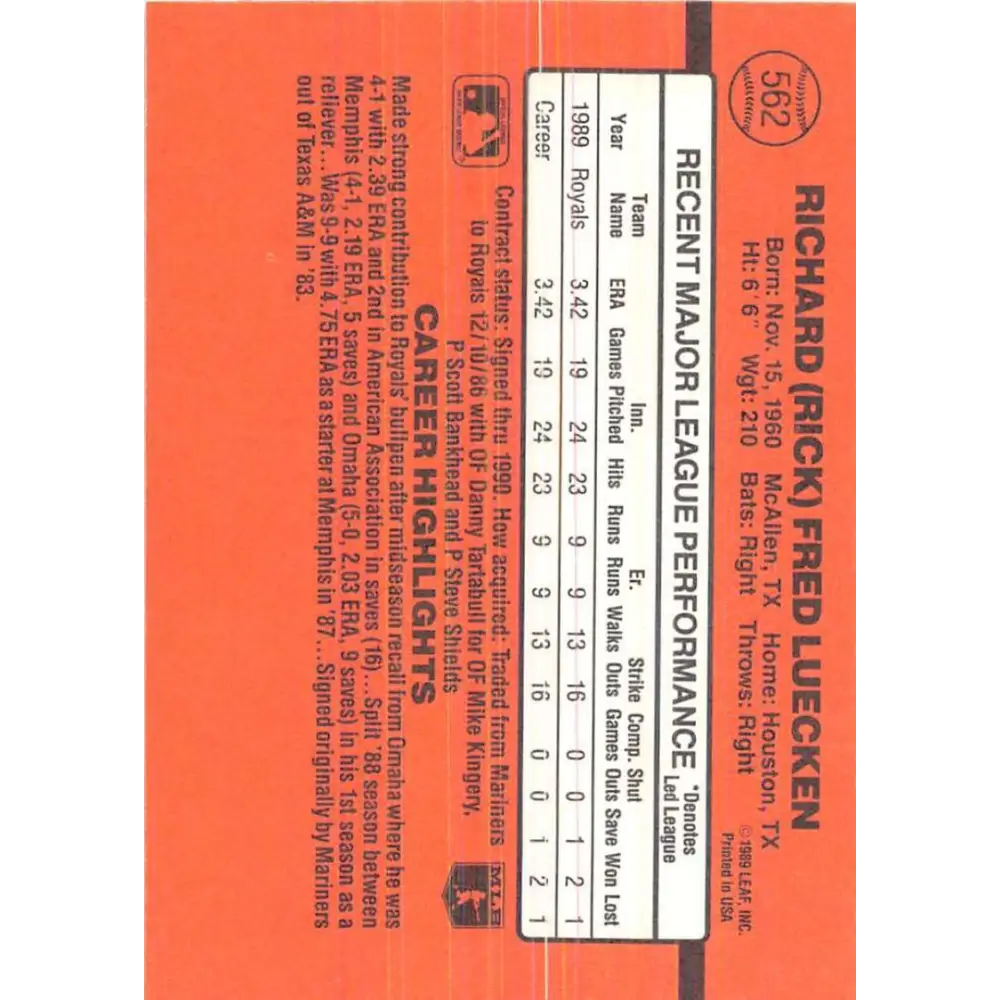 562
RICHARD (RICK) FRED LUECKEN
Born: Nov. 15, 1960 McAllen, TX Home: Houston, TX
Ht: 6'6" Wgt: 210 Bats: Right Throws: Right
©1989 LEAF, INC.
Printed in USA
RECENT MAJOR LEAGUE PERFORMANCE
*Denotes
Led League
Team Inn. Er. Strike Comp. Shut
Year Name ERA Games Pitched Hits Runs Runs Walks Outs Games Outs Save Won Lost
1989 Royals 3.42 19 24 23 9 9 13 16 0 0 1 2 1
Career 3.42 19 24 23 9 9 13 16 0 0 1 2 1
Contract status: Signed thru 1990. How acquired: Traded from Mariners
to Royals 12/10/86 with OF Danny Tartabull for OF Mike Kingery,
P Scott Bankhead and P Steve Shields
MLB
CAREER HIGHLIGHTS
Made strong contribution to Royals' bullpen after midseason recall from Omaha where he was
4-1 with 2.39 ERA and 2nd in American Association in saves (16)...Split '88 season between
Memphis (4-1, 2.19 ERA, 5 saves) and Omaha (5-0, 2.03 ERA, 9 saves) in his 1st season as a
reliever...Was 9-9 with 4.75 ERA as a starter at Memphis in '87...Signed originally by Mariners
out of Texas A&M in '83.